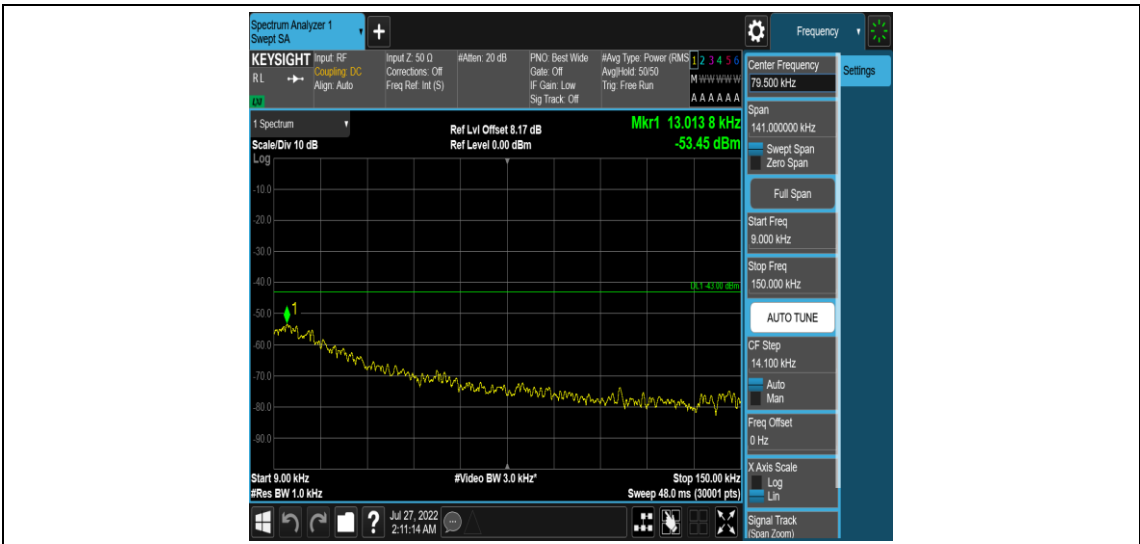 Spectrum Analyzer 1
Swept SA
+
Frequency
KEYSIGHT
RL
LNI
Input: RF
Coupling: DC
Align: Auto
Input Z: 50 Ω
Corrections: Off
Freq Ref: Int (S)
#Atten: 20 dB
PNO: Best Wide
Gate: Off
IF Gain: Low
Sig Track: Off
#Avg Type: Power (RMS
Avg|Hold: 50/50
Trig: Free Run
1 2 3 4 5 6
M W W W W W
A A A A A A
1 Spectrum
Scale/Div 10 dB
Log
Ref Lvl Offset 8.17 dB
Ref Level 0.00 dBm
Mkr1 13.013 8 kHz
-53.45 dBm
-10.0
-20.0
-30.0
-40.0
DL1 -43.00 dBm
-50.0
1
-60.0
-70.0
-80.0
-90.0
Start 9.00 kHz
#Res BW 1.0 kHz
#Video BW 3.0 kHz*
Stop 150.00 kHz
Sweep 48.0 ms (30001 pts)
?
Jul 27, 2022
2:11:14 AM
Center Frequency
79.500 kHz
Settings
Span
141.000000 kHz
Swept Span
Zero Span
Full Span
Start Freq
9.000 kHz
Stop Freq
150.000 kHz
AUTO TUNE
CF Step
14.100 kHz
Auto
Man
Freq Offset
0 Hz
X Axis Scale
Log
Lin
Signal Track
(Span Zoom)